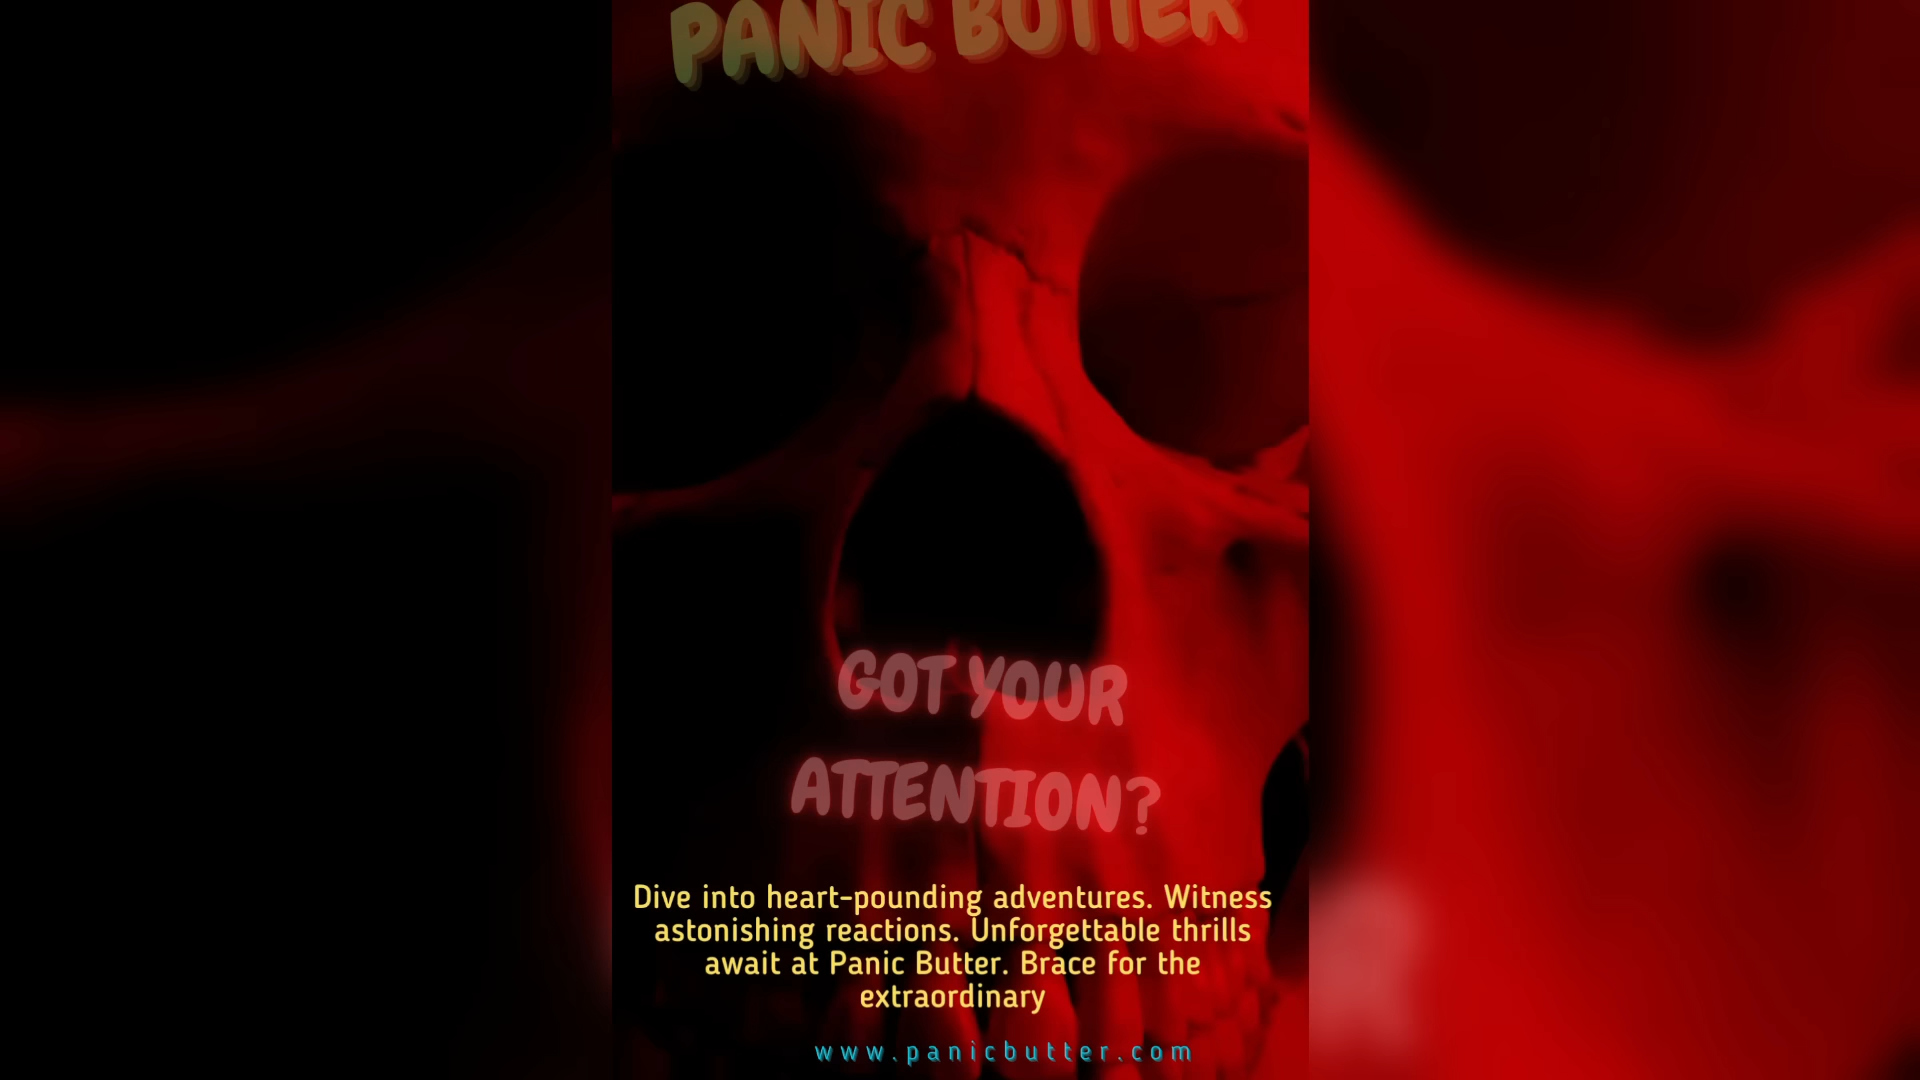 PANIC BUTTER
GOT YOUR
ATTENTION?
Dive into heart-pounding adventures. Witness
astonishing reactions. Unforgettable thrills
await at Panic Butter. Brace for the
extraordinary
www.panicbutter.com